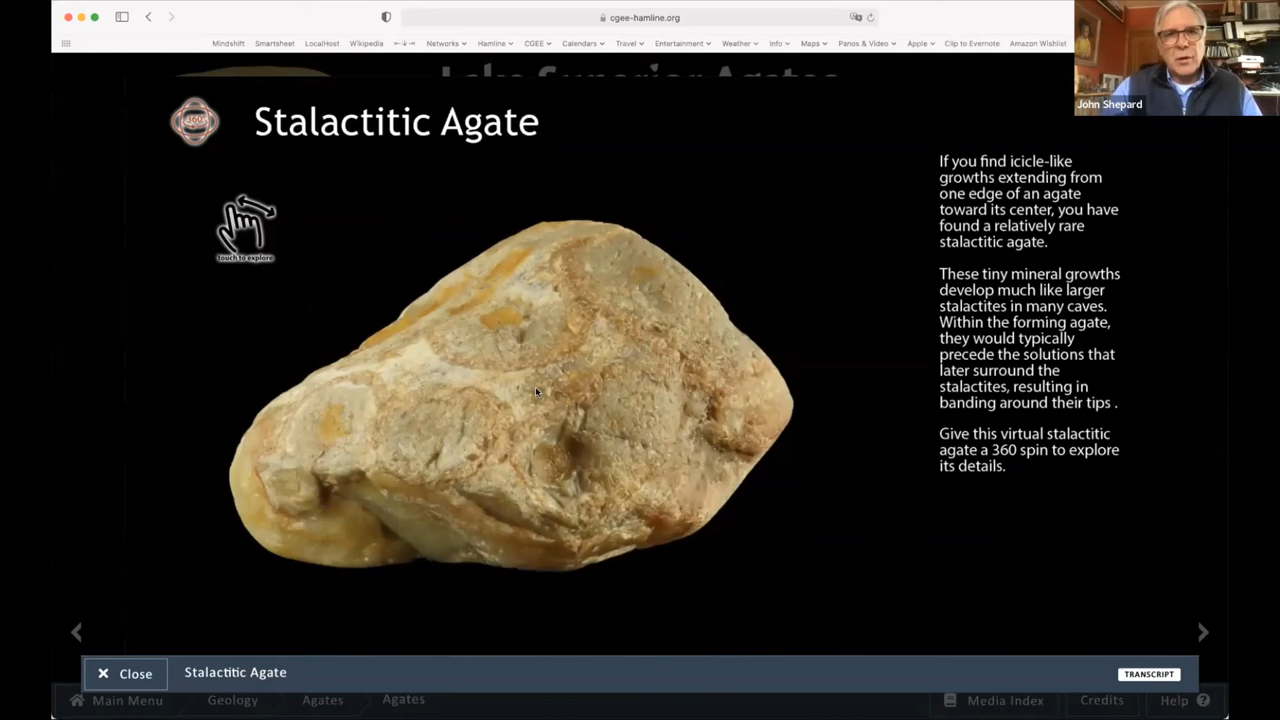 cgee-hamline.org
Mindshift Smartsheet LocalHost Wikipedia Networks Hamline CGEE Calendars Travel Entertainment Weather Info Maps Panos & Video Apple Clip to Evernote Amazon Wishlist
John Shepard
Lake Superior Agates
360°
Stalactitic Agate
touch to explore
If you find icicle-like
growths extending from
one edge of an agate
toward its center, you have
found a relatively rare
stalactitic agate.
These tiny mineral growths
develop much like larger
stalactites in many caves.
Within the forming agate,
they would typically
precede the solutions that
later surround the
stalactites, resulting in
banding around their tips .
Give this virtual stalactitic
agate a 360 spin to explore
its details.
Close Stalactitic Agate TRANSCRIPT
Main Menu Geology Agates Agates Media Index Credits Help ?